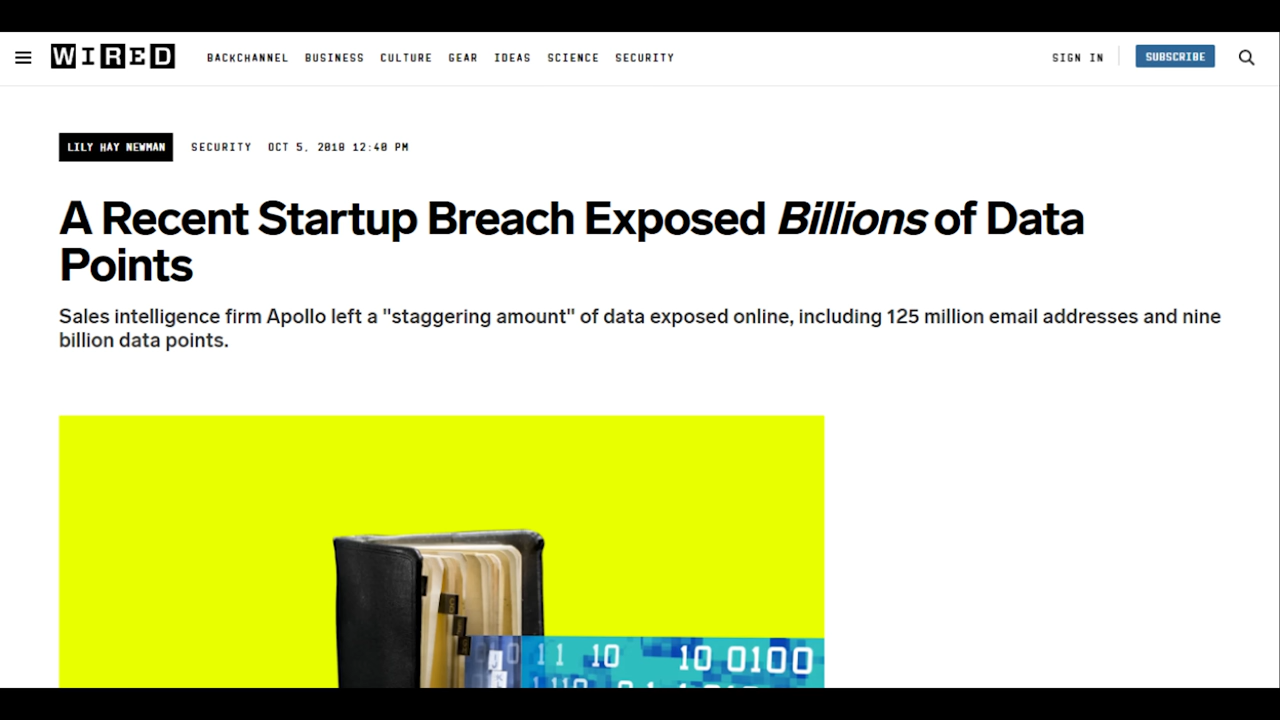 WIRED BACKCHANNEL BUSINESS CULTURE GEAR IDEAS SCIENCE SECURITY SIGN IN SUBSCRIBE
LILY HAY NEWMAN SECURITY OCT 5, 2018 12:40 PM
A Recent Startup Breach Exposed Billions of Data
Points
Sales intelligence firm Apollo left a "staggering amount" of data exposed online, including 125 million email addresses and nine
billion data points.
11 10 10 0100